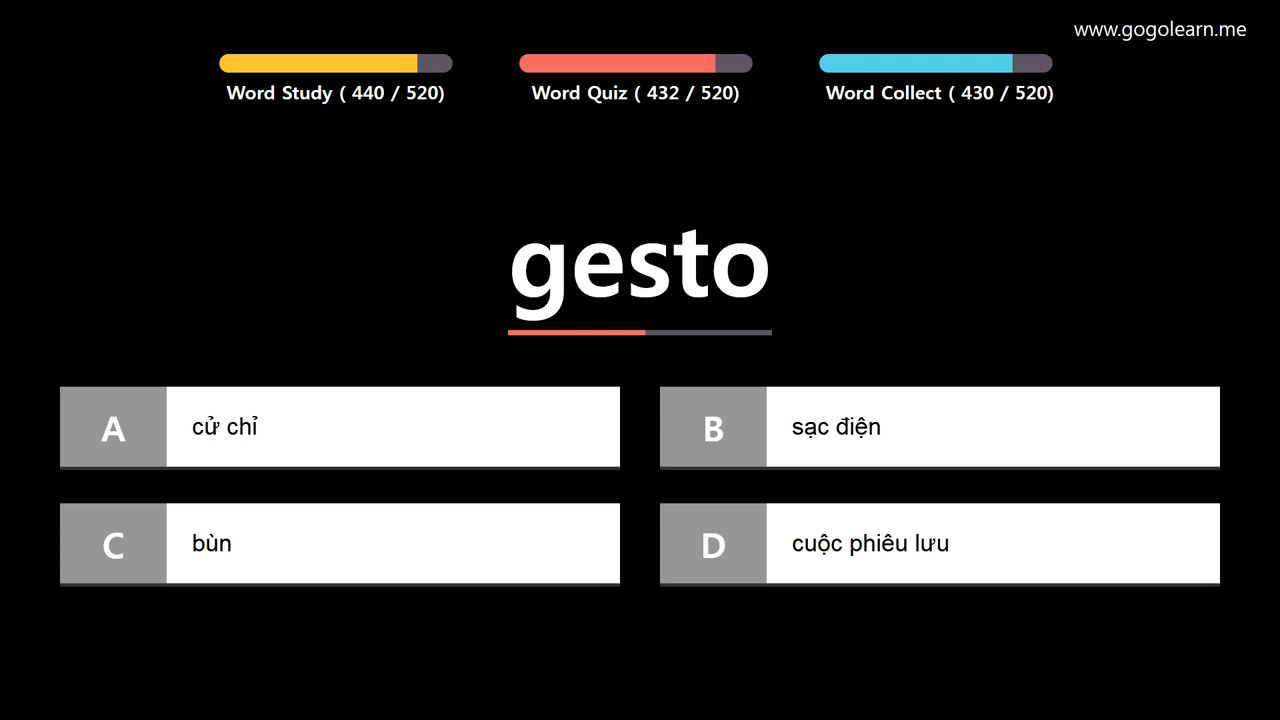 www.gogolearn.me
Word Study ( 440 / 520)
Word Quiz ( 432 / 520)
Word Collect ( 430 / 520)
gesto
A cử chỉ
B sạc điện
C bùn
D cuộc phiêu lưu